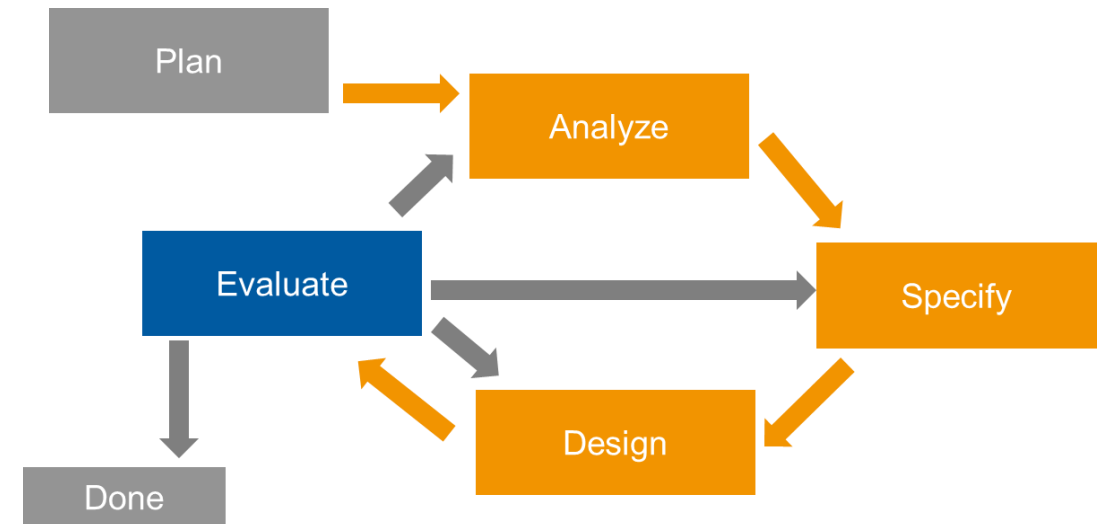 Plan
Analyze
Evaluate
Specify
Design
Done